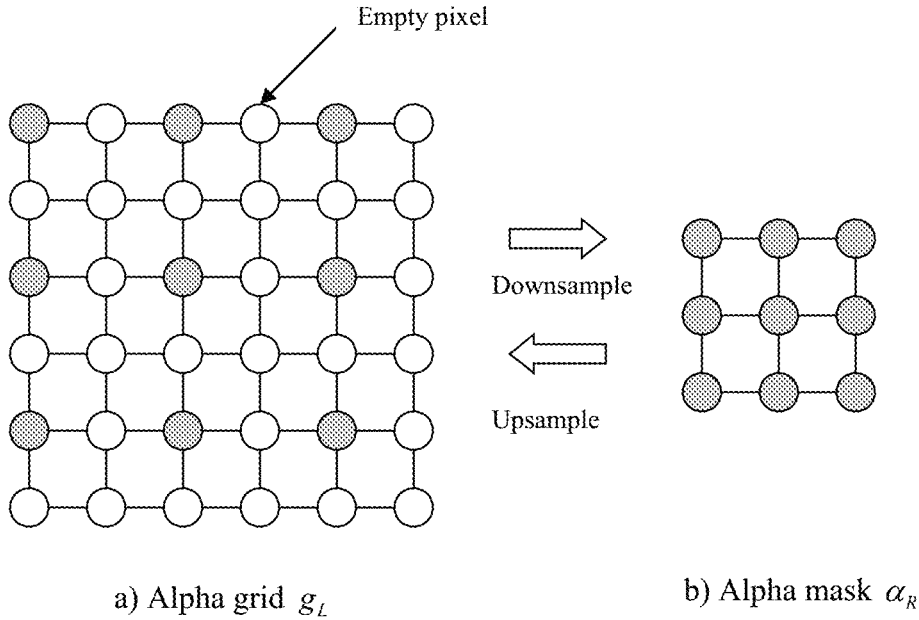 Empty pixel
Downsample
Upsample
a) Alpha grid g_L
b) Alpha mask α_R